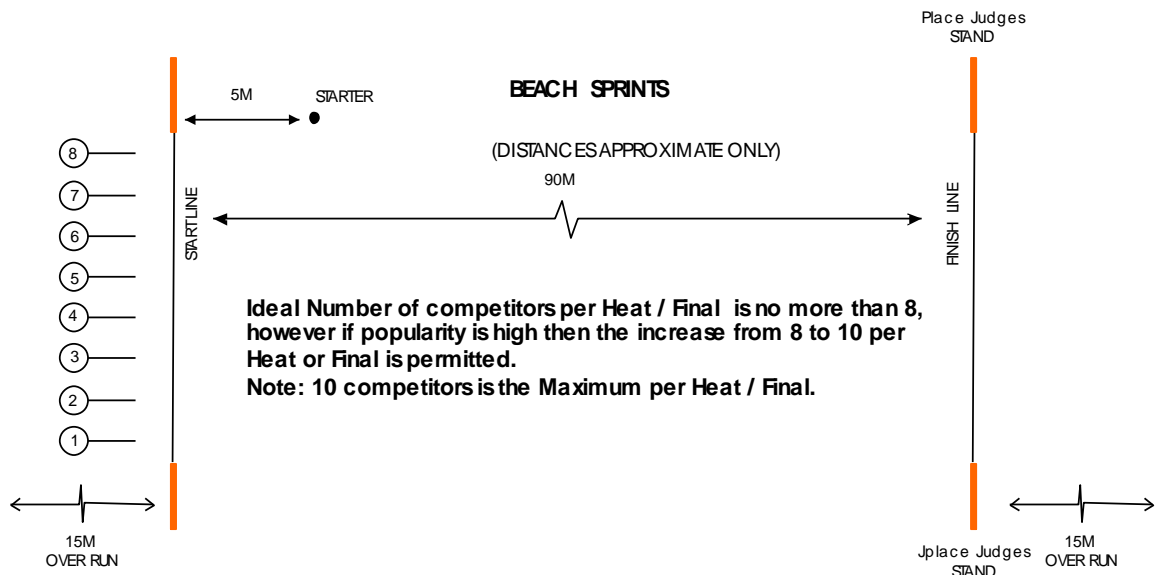 Place Judges
STAND
BEACH SPRINTS
5M
STARTER
(DISTANCES APPROXIMATE ONLY)
90M
8
7
6
5
4
3
2
1
START LINE
FINISH LINE
Ideal Number of competitors per Heat / Final is no more than 8,
however if popularity is high then the increase from 8 to 10 per
Heat or Final is permitted.
Note: 10 competitors is the Maximum per Heat / Final.
15M
OVER RUN
Jplace Judges
STAND
15M
OVER RUN